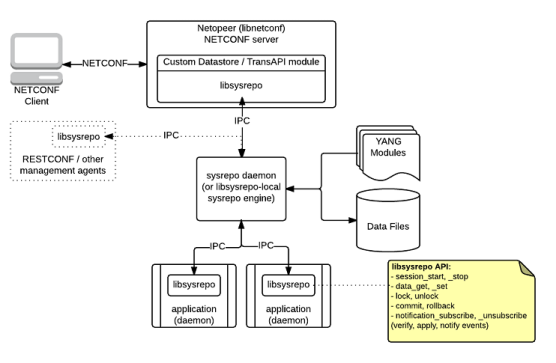 Netopeer (libnetconf)
NETCONF server
Custom Datastore / TransAPI module
libsysrepo
NETCONF
NETCONF
Client
IPC
libsysrepo
IPC
RESTCONF / other
management agents
sysrepo daemon
(or libsysrepo-local
sysrepo engine)
YANG
Modules
Data Files
IPC
IPC
libsysrepo
application
(daemon)
libsysrepo
application
(daemon)
libsysrepo API:
- session_start, _stop
- data_get, _set
- lock, unlock
- commit, rollback
- notification_subscribe, _unsubscribe
(verify, apply, notify events)